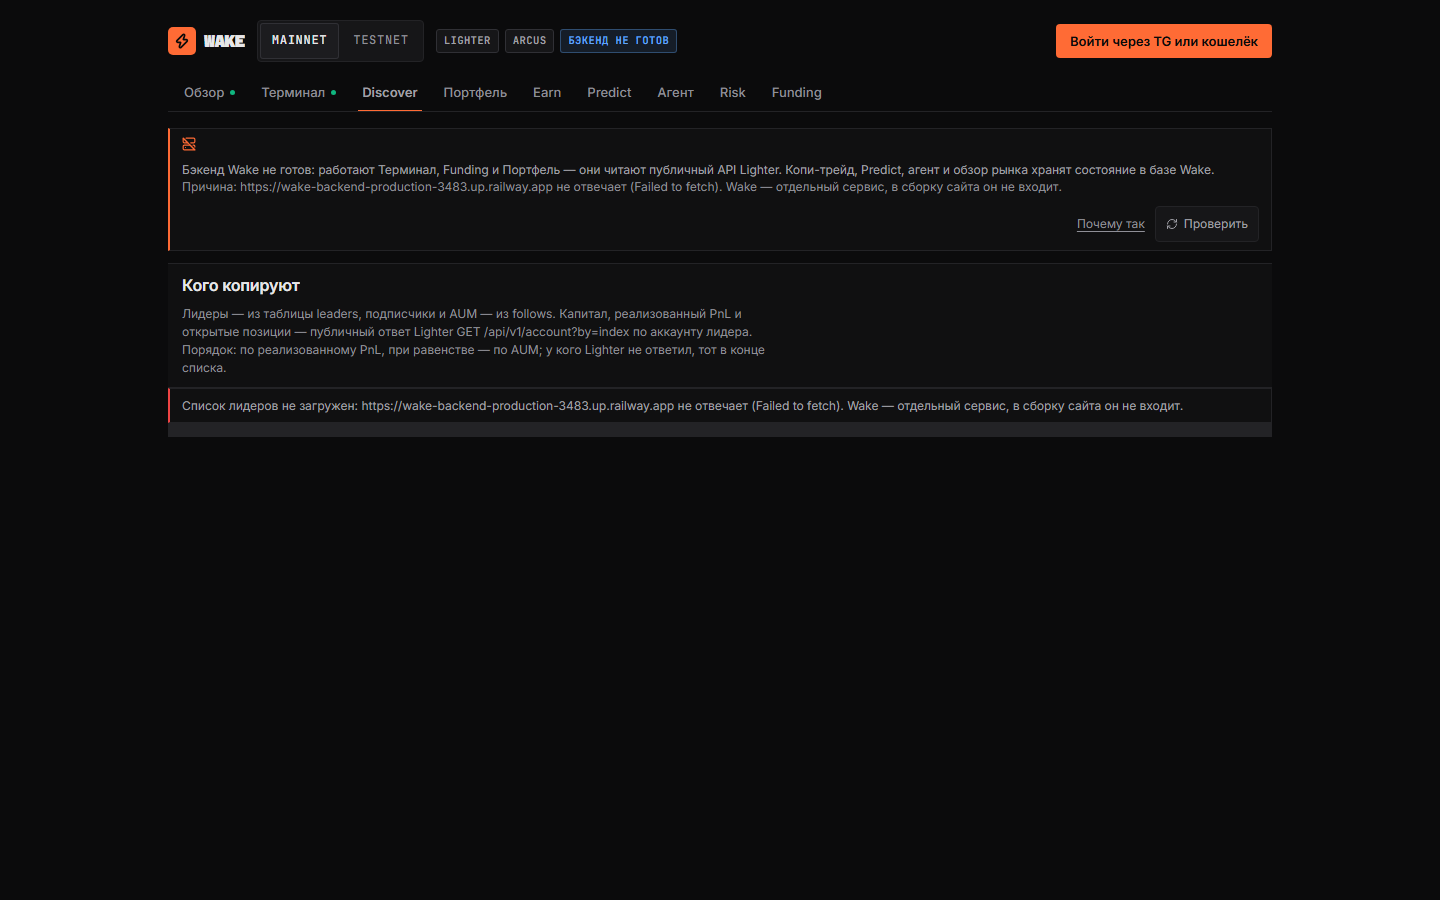 WAKE
MAINNET
TESTNET
LIGHTER
ARCUS
БЭКЕНД НЕ ГОТОВ
Войти через TG или кошелёк
Обзор
Терминал
Discover
Портфель
Earn
Predict
Агент
Risk
Funding
Бэкенд Wake не готов: работают Терминал, Funding и Портфель — они читают публичный API Lighter. Копи-трейд, Predict, агент и обзор рынка хранят состояние в базе Wake.
Причина: https://wake-backend-production-3483.up.railway.app не отвечает (Failed to fetch). Wake — отдельный сервис, в сборку сайта он не входит.
Почему так
Проверить
Кого копируют
Лидеры — из таблицы leaders, подписчики и AUM — из follows. Капитал, реализованный PnL и
открытые позиции — публичный ответ Lighter GET /api/v1/account?by=index по аккаунту лидера.
Порядок: по реализованному PnL, при равенстве — по AUM; у кого Lighter не ответил, тот в конце
списка.
Список лидеров не загружен: https://wake-backend-production-3483.up.railway.app не отвечает (Failed to fetch). Wake — отдельный сервис, в сборку сайта он не входит.